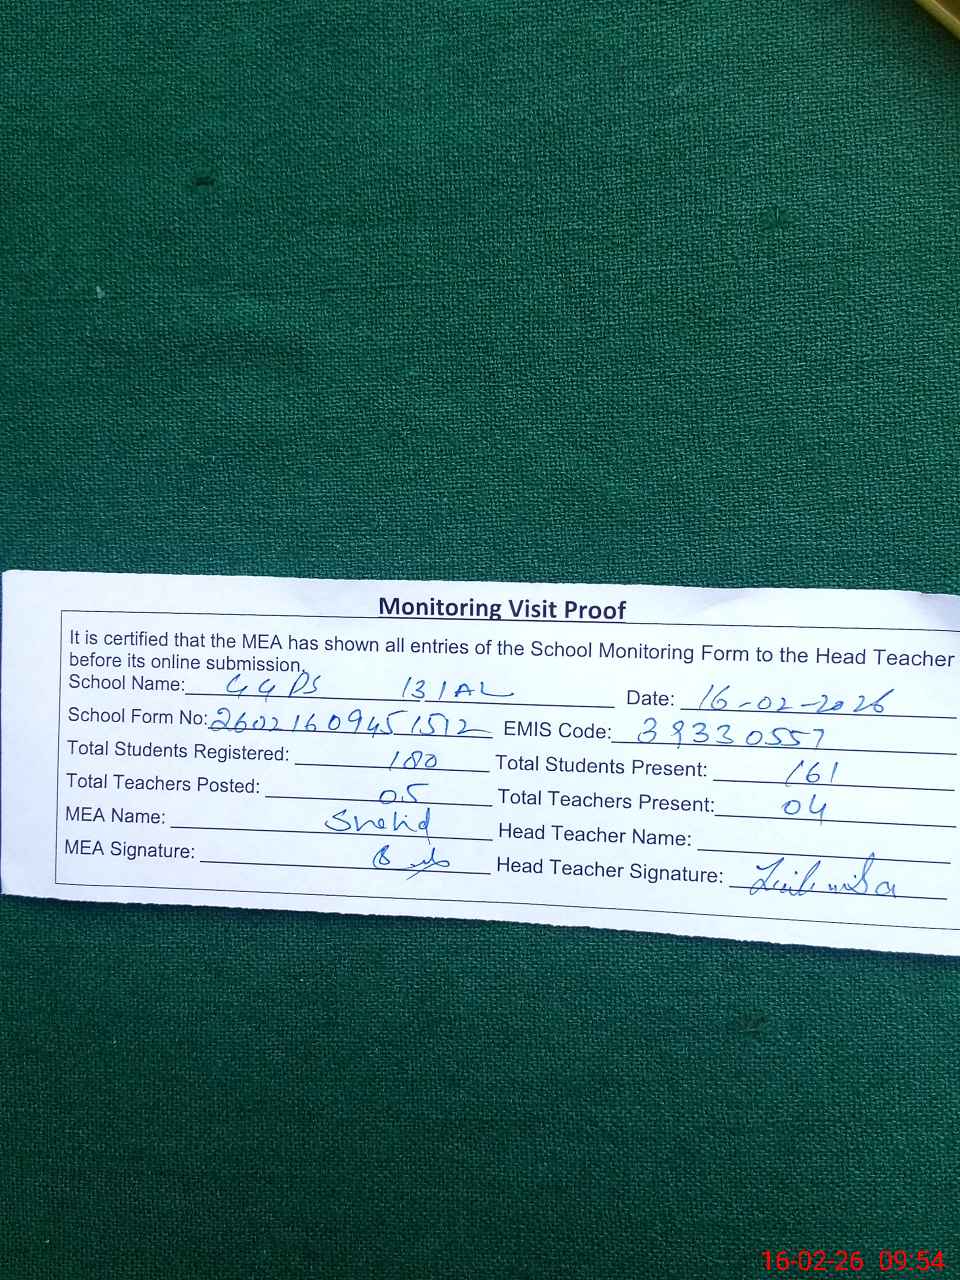 Monitoring Visit Proof
It is certified that the MEA has shown all entries of the School Monitoring Form to the Head Teacher
before its online submission.
School Name: GGPS 131AL Date: 16-02-2026
School Form No: 26021609451512 EMIS Code: 39330557
Total Students Registered: 180 Total Students Present: 161
Total Teachers Posted: 05 Total Teachers Present: 04
MEA Name: Shahid Head Teacher Name:
MEA Signature: Head Teacher Signature:
16-02-26 09:54